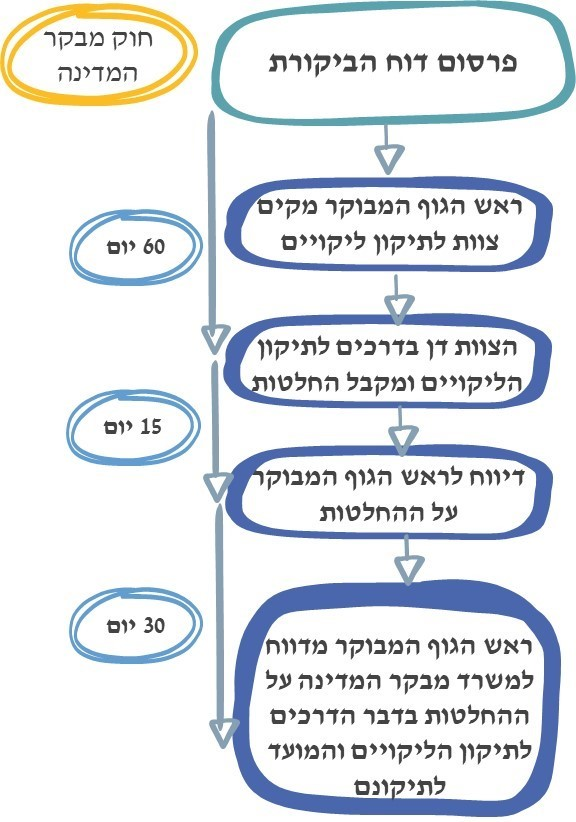 חוק מבקר
המדינה
פרסום דוח הביקורת
ראש הגוף המבוקר מקים
צוות לתיקון ליקויים
60 יום
הצוות דן בדרכים לתיקון
הליקויים ומקבל החלטות
15 יום
דיווח לראש הגוף המבוקר
על ההחלטות
30 יום
ראש הגוף המבוקר מדווח
למשרד מבקר המדינה על
ההחלטות בדבר הדרכים
לתיקון הליקויים והמועד
לתיקונם